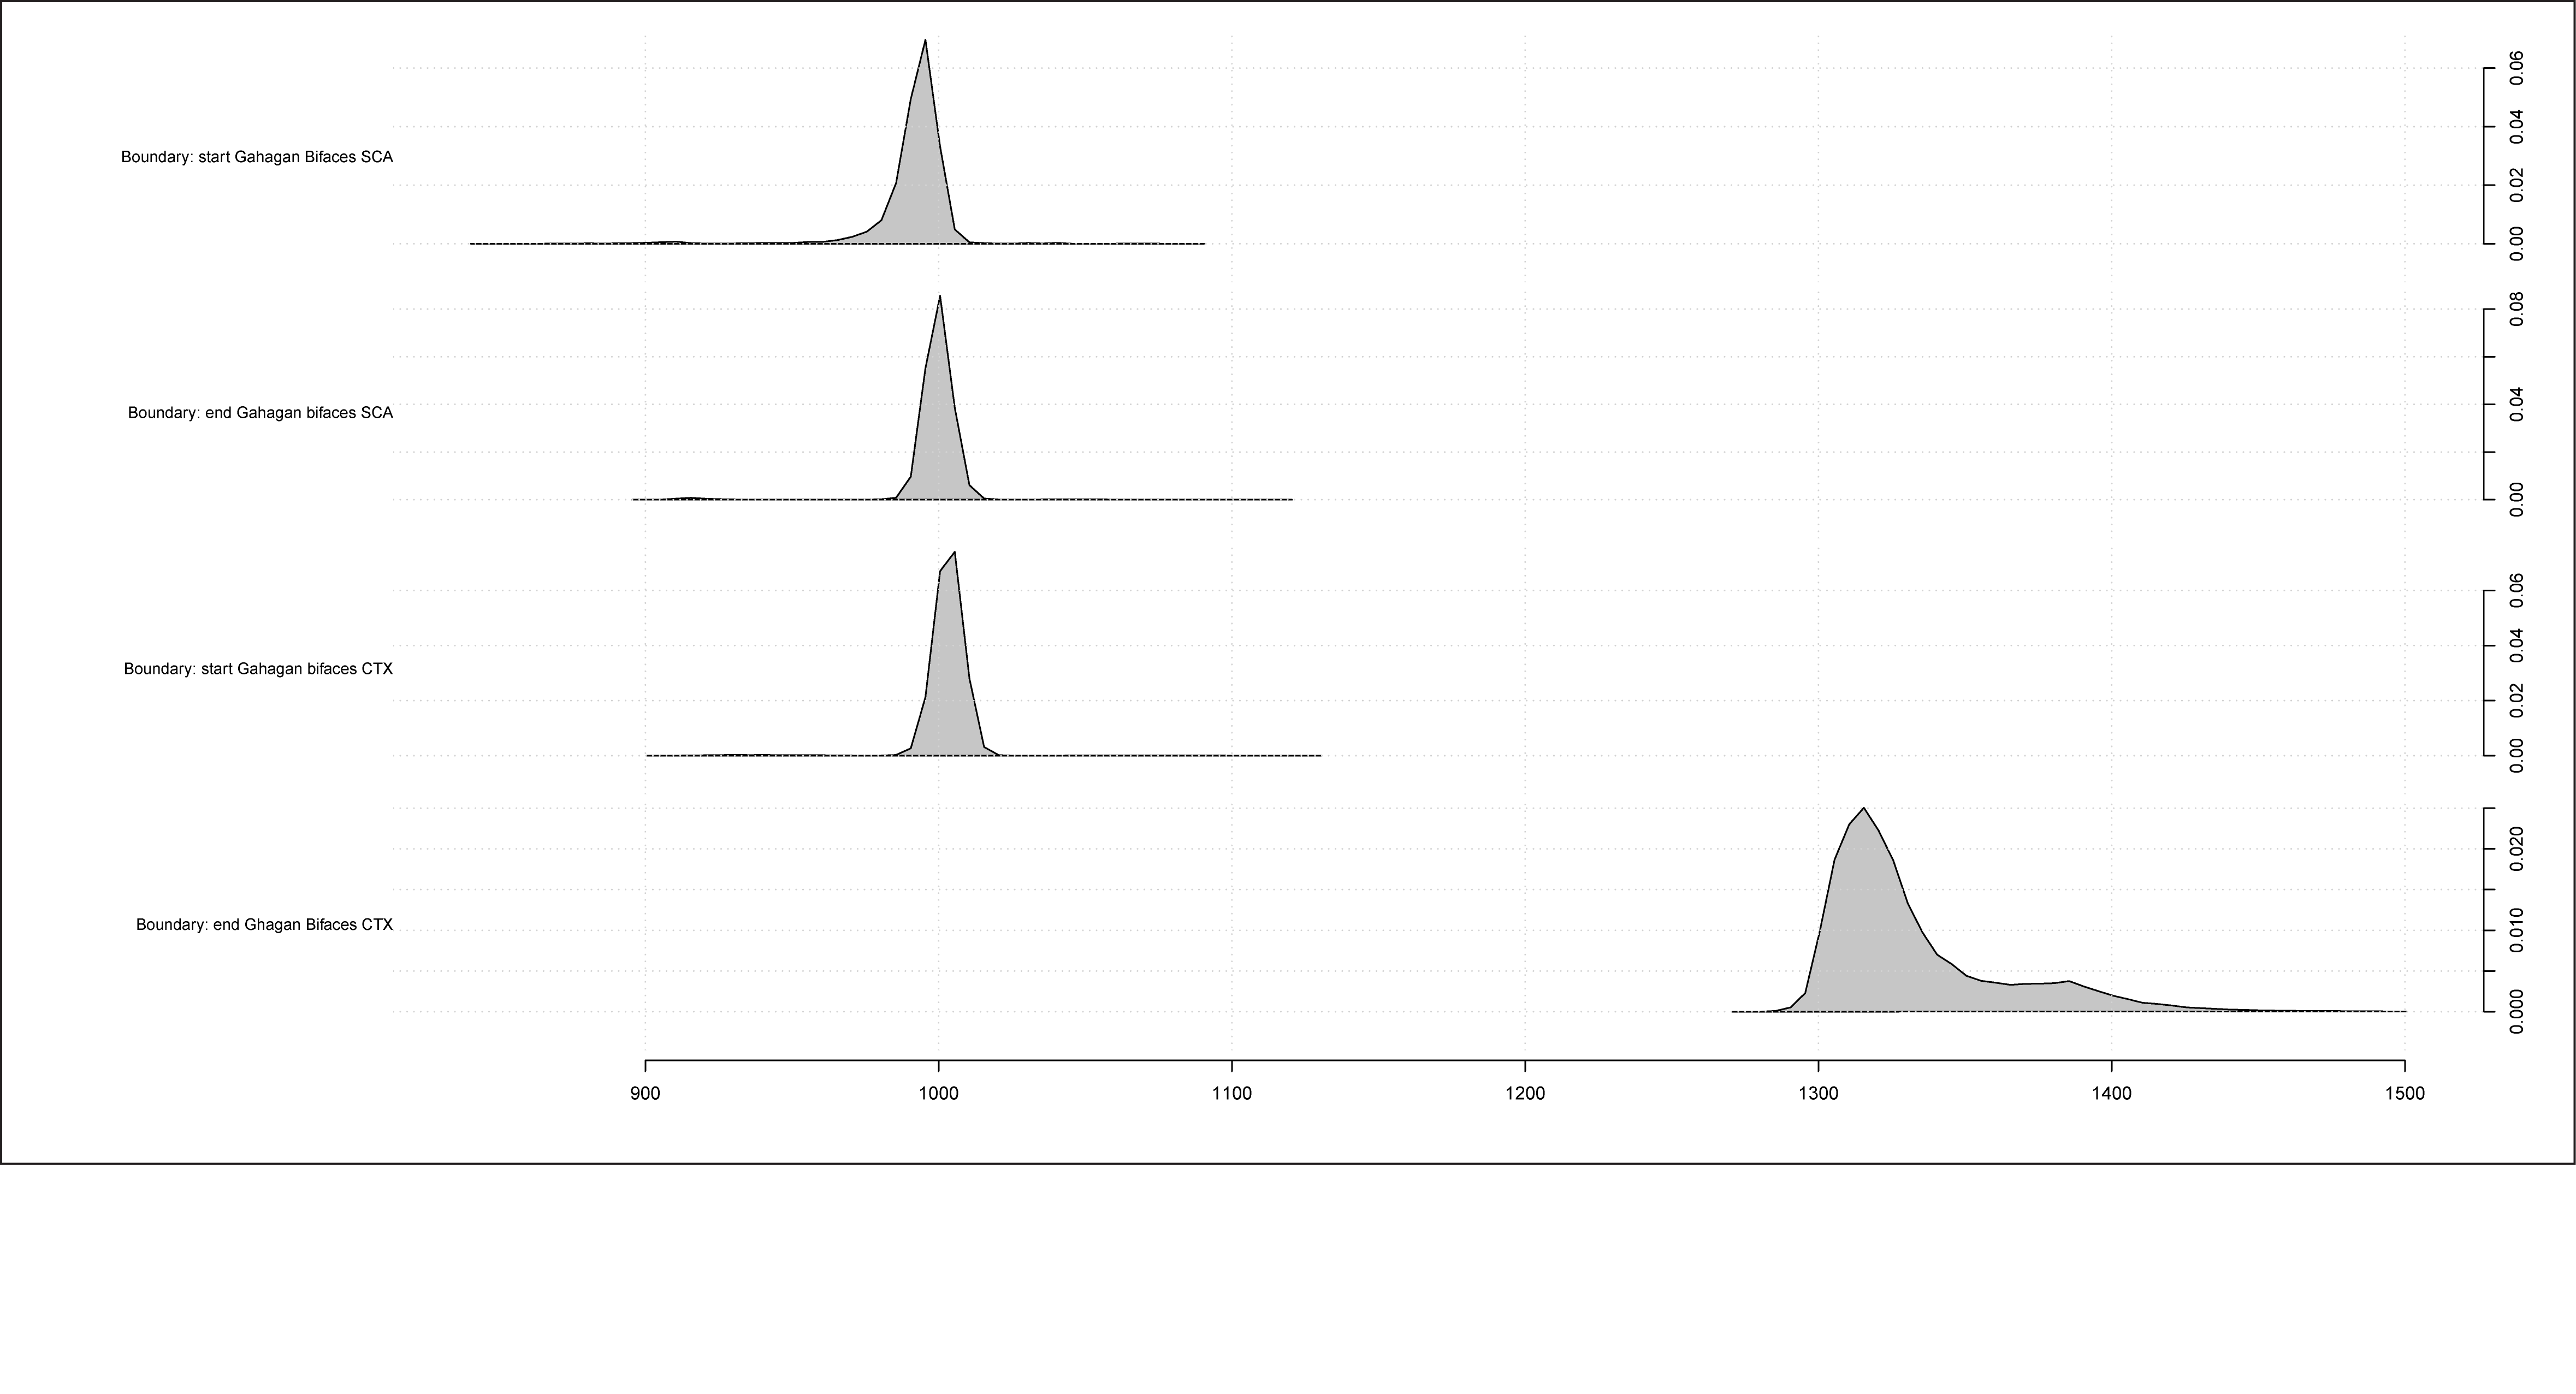 0.06
0.04
0.02
0.00
Boundary: start Gahagan Bifaces SCA
0.08
0.04
0.00
Boundary: end Gahagan bifaces SCA
0.06
0.04
0.02
0.00
Boundary: start Gahagan bifaces CTX
0.020
0.010
0.000
Boundary: end Ghagan Bifaces CTX
900 1000 1100 1200 1300 1400 1500